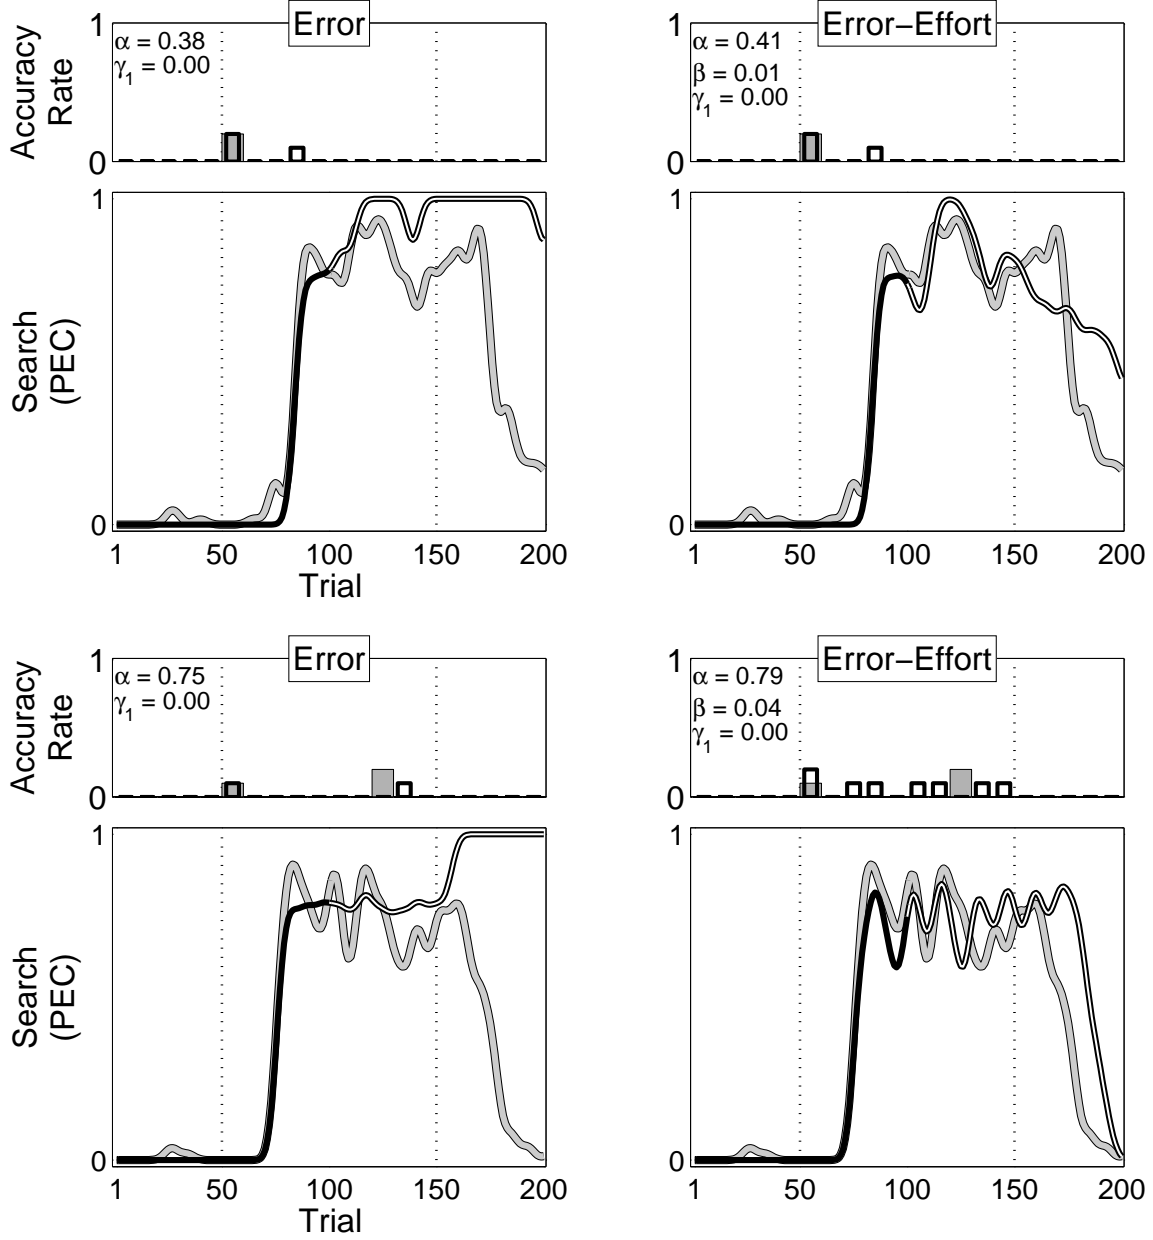 Error
Accuracy
Rate
1
0
α = 0.38
γ1 = 0.00
Search
(PEC)
1
0
1 50 100 150 200
Trial
Error−Effort
1
0
α = 0.41
β = 0.01
γ1 = 0.00
1
0
1 50 100 150 200
Error
Accuracy
Rate
1
0
α = 0.75
γ1 = 0.00
Search
(PEC)
1
0
1 50 100 150 200
Trial
Error−Effort
1
0
α = 0.79
β = 0.04
γ1 = 0.00
1
0
1 50 100 150 200